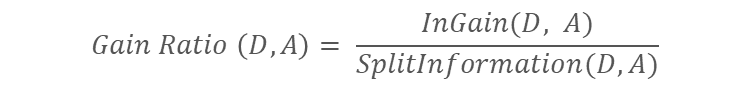 Gain Ratio (D, A) = InGain(D, A) / SplitInformation(D, A)